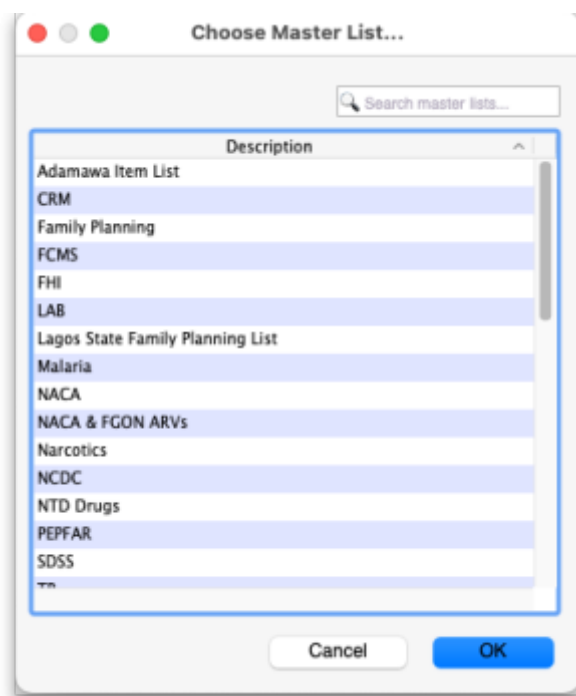 Choose Master List...
Search master lists...
Description
Adamawa Item List
CRM
Family Planning
FCMS
FHI
LAB
Lagos State Family Planning List
Malaria
NACA
NACA & FGON ARVs
Narcotics
NCDC
NTD Drugs
PEPFAR
SDSS
Cancel OK